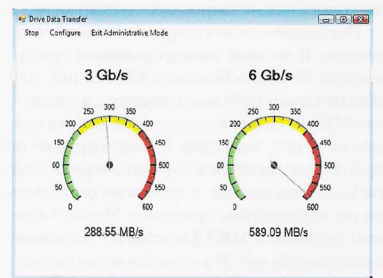 Drive Data Transfer
Stop Configure Exit Administrative Mode
3 Gb/s
6 Gb/s
250 300 350
200 400
150 450
100 500
50 550
0 600
288.55 MB/s
250 300 350
200 400
150 450
100 500
50 550
0 600
589.09 MB/s